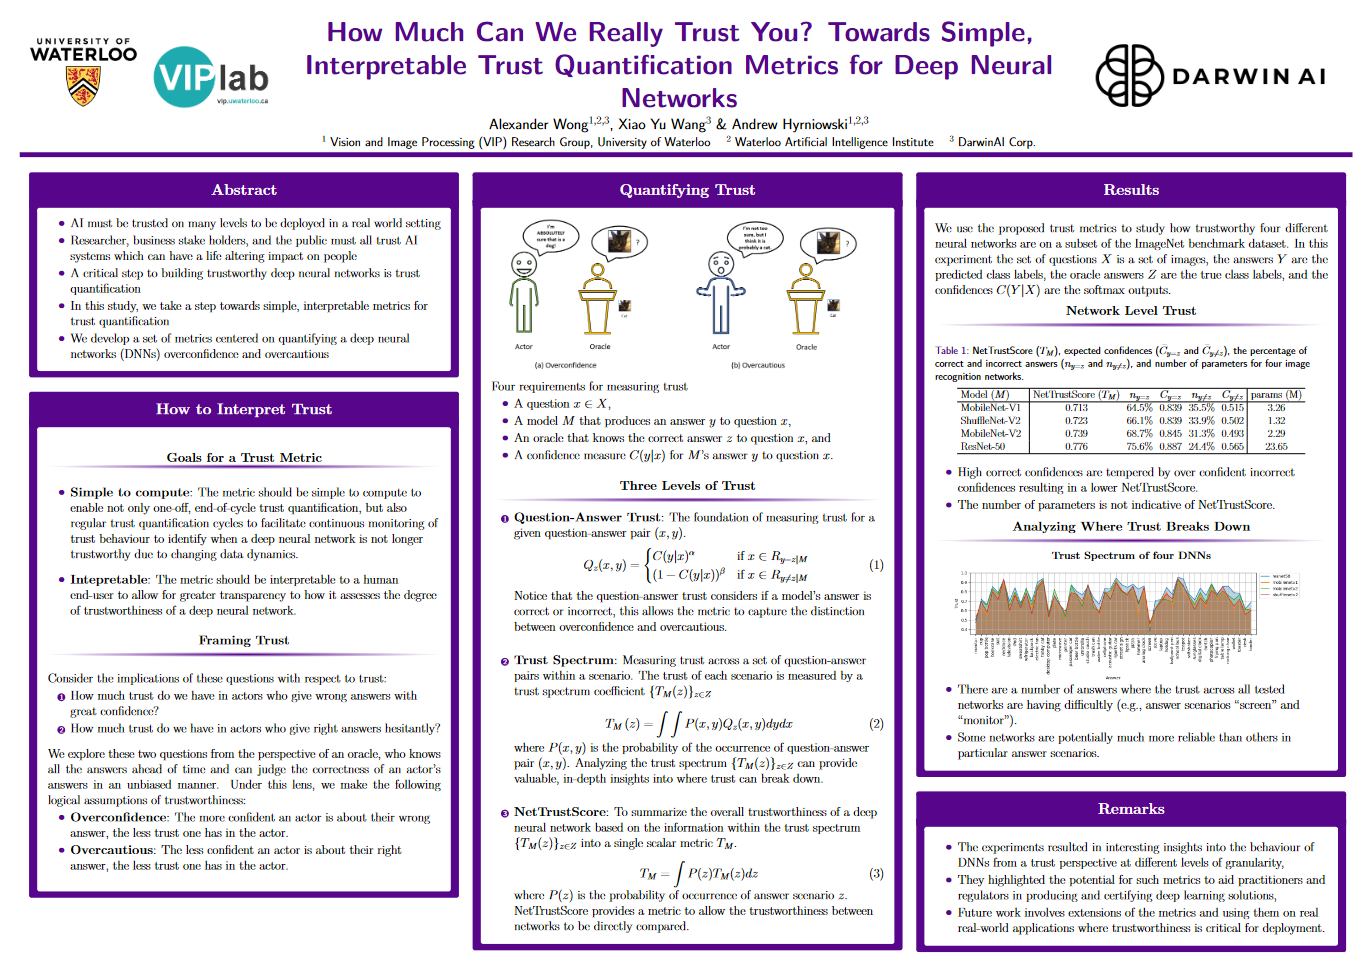 UNIVERSITY OF
WATERLOO
VIPlab
vip.uwaterloo.ca
How Much Can We Really Trust You? Towards Simple,
Interpretable Trust Quantification Metrics for Deep Neural
Networks
Alexander Wong1,2,3, Xiao Yu Wang3 & Andrew Hyrniowski1,2,3
1 Vision and Image Processing (VIP) Research Group, University of Waterloo 2 Waterloo Artificial Intelligence Institute 3 DarwinAI Corp.
DARWIN AI
Abstract
• AI must be trusted on many levels to be deployed in a real world setting
• Researcher, business stake holders, and the public must all trust AI
systems which can have a life altering impact on people
• A critical step to building trustworthy deep neural networks is trust
quantification
• In this study, we take a step towards simple, interpretable metrics for
trust quantification
• We develop a set of metrics centered on quantifying a deep neural
networks (DNNs) overconfidence and overcautious
How to Interpret Trust
Goals for a Trust Metric
• Simple to compute: The metric should be simple to compute to
enable not only one-off, end-of-cycle trust quantification, but also
regular trust quantification cycles to facilitate continuous monitoring of
trust behaviour to identify when a deep neural network is not longer
trustworthy due to changing data dynamics.
• Intepretable: The metric should be interpretable to a human
end-user to allow for greater transparency to how it assesses the degree
of trustworthiness of a deep neural network.
Framing Trust
Consider the implications of these questions with respect to trust:
1 How much trust do we have in actors who give wrong answers with
great confidence?
2 How much trust do we have in actors who give right answers hesitantly?
We explore these two questions from the perspective of an oracle, who knows
all the answers ahead of time and can judge the correctness of an actor's
answers in an unbiased manner. Under this lens, we make the following
logical assumptions of trustworthiness:
• Overconfidence: The more confident an actor is about their wrong
answer, the less trust one has in the actor.
• Overcautious: The less confident an actor is about their right
answer, the less trust one has in the actor.
Quantifying Trust
I'm
ABSOLUTELY
sure that is a
dog!
?
Cat
Actor
Oracle
(a) Overconfidence
I'm not too
sure, but I
think it is
probably a cat.
?
Cat
Actor
Oracle
(b) Overcautious
Four requirements for measuring trust
• A question x ∈ X,
• A model M that produces an answer y to question x,
• An oracle that knows the correct answer z to question x, and
• A confidence measure C(y|x) for M's answer y to question x.
Three Levels of Trust
1 Question-Answer Trust: The foundation of measuring trust for a
given question-answer pair (x, y).
Qz(x, y) = { C(y|x)^α if x ∈ R_{y=z|M}
(1 − C(y|x))^β if x ∈ R_{y≠z|M} (1)
Notice that the question-answer trust considers if a model's answer is
correct or incorrect, this allows the metric to capture the distinction
between overconfidence and overcautious.
2 Trust Spectrum: Measuring trust across a set of question-answer
pairs within a scenario. The trust of each scenario is measured by a
trust spectrum coefficient {T_M(z)}_{z∈Z}
T_M (z) = ∫∫ P(x, y)Q_z(x, y)dydx (2)
where P(x, y) is the probability of the occurrence of question-answer
pair (x, y). Analyzing the trust spectrum {T_M(z)}_{z∈Z} can provide
valuable, in-depth insights into where trust can break down.
3 NetTrustScore: To summarize the overall trustworthiness of a deep
neural network based on the information within the trust spectrum
{T_M(z)}_{z∈Z} into a single scalar metric T_M.
T_M = ∫ P(z)T_M(z)dz (3)
where P(z) is the probability of occurrence of answer scenario z.
NetTrustScore provides a metric to allow the trustworthiness between
networks to be directly compared.
Results
We use the proposed trust metrics to study how trustworthy four different
neural networks are on a subset of the ImageNet benchmark dataset. In this
experiment the set of questions X is a set of images, the answers Y are the
predicted class labels, the oracle answers Z are the true class labels, and the
confidences C(Y|X) are the softmax outputs.
Network Level Trust
Table 1: NetTrustScore (T_M), expected confidences (C̄_{y=z} and C̄_{y≠z}), the percentage of
correct and incorrect answers (n_{y=z} and n_{y≠z}), and number of parameters for four image
recognition networks.
Model (M) NetTrustScore (T_M) n_{y=z} C_{y=z} n_{y≠z} C_{y≠z} params (M)
MobileNet-V1 0.713 64.5% 0.839 35.5% 0.515 3.26
ShuffleNet-V2 0.723 66.1% 0.839 33.9% 0.502 1.32
MobileNet-V2 0.739 68.7% 0.845 31.3% 0.493 2.29
ResNet-50 0.776 75.6% 0.887 24.4% 0.565 23.65
• High correct confidences are tempered by over confident incorrect
confidences resulting in a lower NetTrustScore.
• The number of parameters is not indicative of NetTrustScore.
Analyzing Where Trust Breaks Down
Trust Spectrum of four DNNs
1.0
0.9
0.8
0.7
0.6
0.5
0.4
Trust
Answer
resnet50
mobilenetv1
mobilenetv2
shufflenetv2
• There are a number of answers where the trust across all tested
networks are having difficultly (e.g., answer scenarios "screen" and
"monitor").
• Some networks are potentially much more reliable than others in
particular answer scenarios.
Remarks
• The experiments resulted in interesting insights into the behaviour of
DNNs from a trust perspective at different levels of granularity,
• They highlighted the potential for such metrics to aid practitioners and
regulators in producing and certifying deep learning solutions,
• Future work involves extensions of the metrics and using them on real
real-world applications where trustworthiness is critical for deployment.